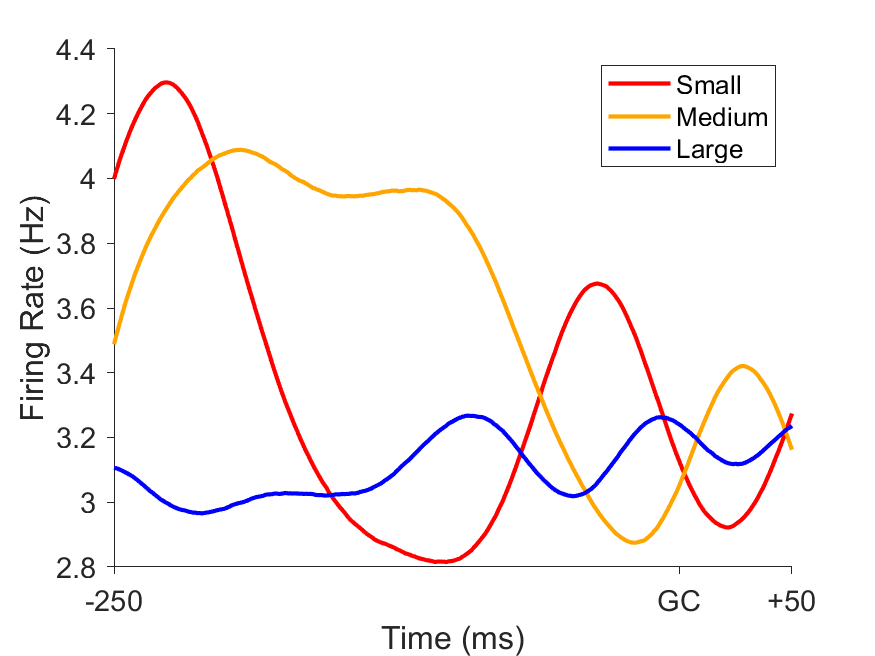 4.4
4.2
4
3.8
3.6
3.4
3.2
3
2.8
Firing Rate (Hz)
Small
Medium
Large
-250
GC
+50
Time (ms)